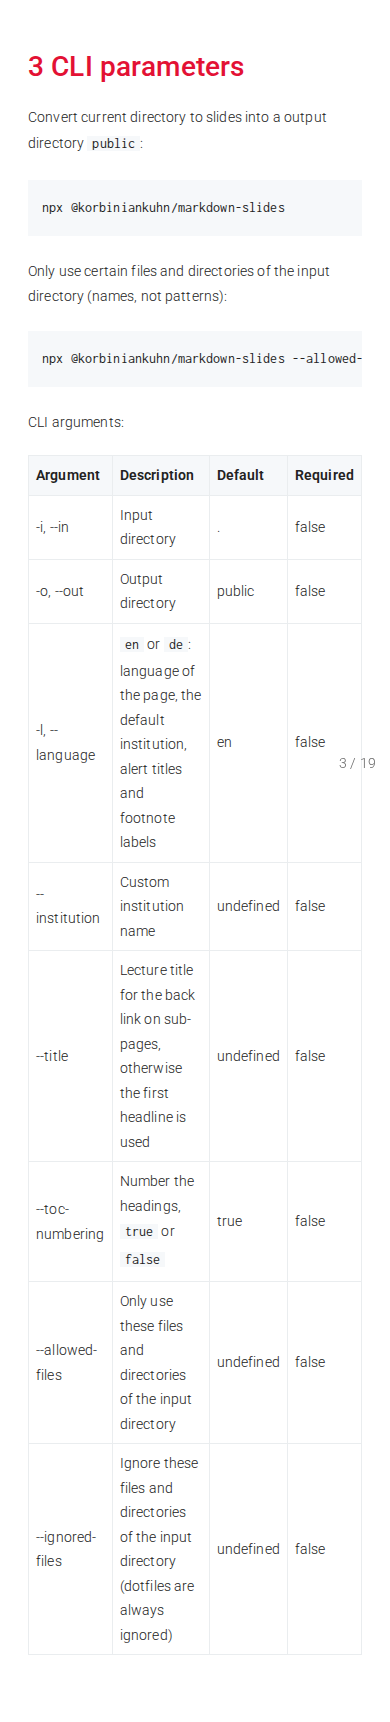 3 CLI parameters
Convert current directory to slides into a output
directory public :
npx @korbiniankuhn/markdown-slides
Only use certain files and directories of the input
directory (names, not patterns):
npx @korbiniankuhn/markdown-slides --allowed-
CLI arguments:
Argument Description Default Required
-i, --in Input . false
directory
-o, --out Output public false
directory
-l, -- en or de : en false
language language of
the page, the
default
institution,
alert titles
and
footnote
labels
3 / 19
-- Custom undefined false
institution institution
name
--title Lecture title undefined false
for the back
link on sub-
pages,
otherwise
the first
headline is
used
--toc- Number the true false
numbering headings,
true or
false
--allowed- Only use undefined false
files these files
and
directories
of the input
directory
--ignored- Ignore these undefined false
files files and
directories
of the input
directory
(dotfiles are
always
ignored)